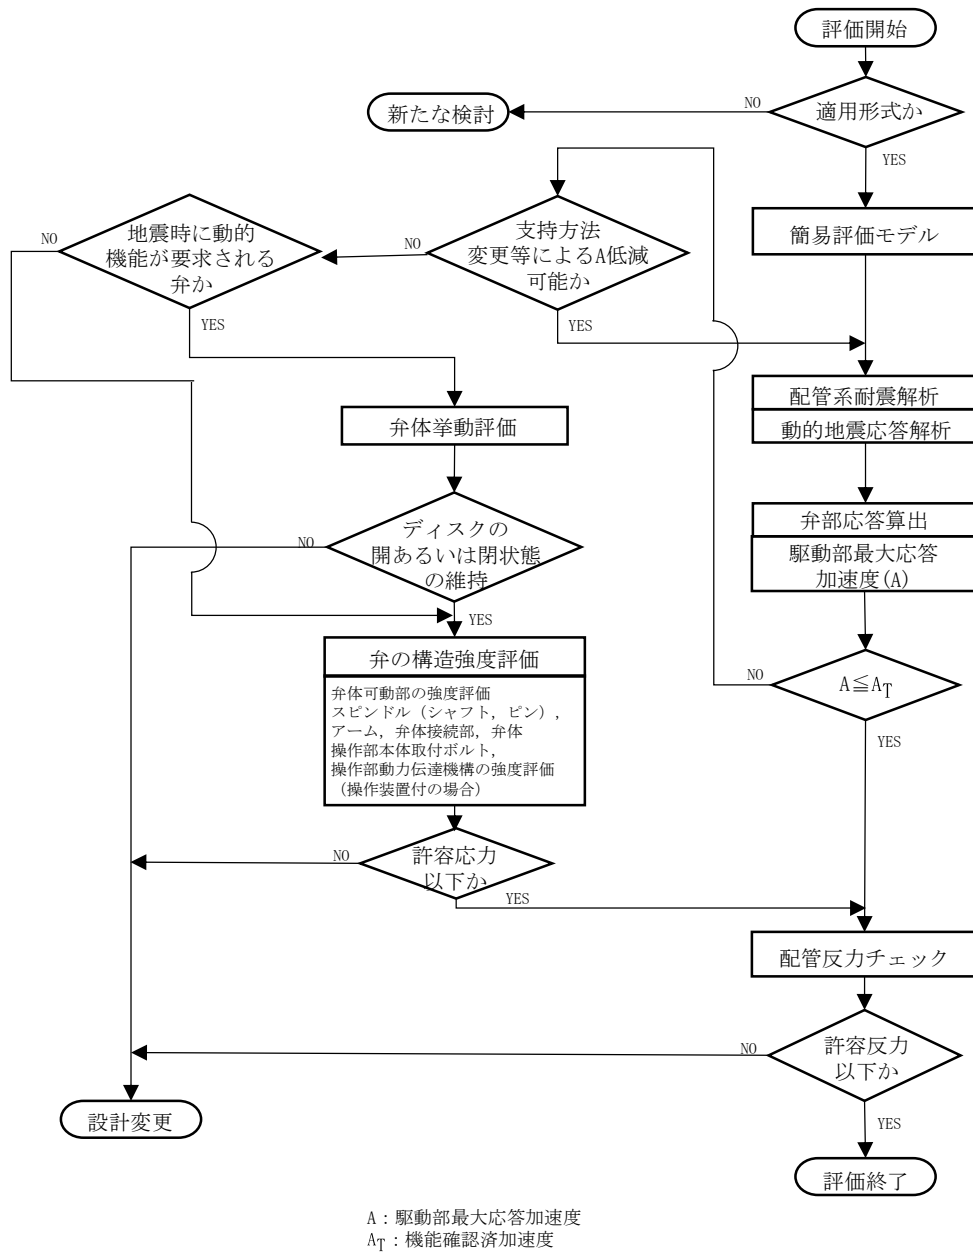 評価開始
適用形式か
NO
YES
新たな検討
簡易評価モデル
支持方法
変更等によるA低減
可能か
NO
YES
地震時に動的
機能が要求される
弁か
NO
YES
配管系耐震解析
動的地震応答解析
弁部応答算出
駆動部最大応答
加速度(A)
A≦AT
NO
YES
弁体挙動評価
ディスクの
開あるいは閉状態
の維持
NO
YES
弁の構造強度評価
弁体可動部の強度評価
スピンドル（シャフト，ピン），
アーム，弁体接続部，弁体
操作部本体取付ボルト，
操作部動力伝達機構の強度評価
（操作装置付の場合）
許容応力
以下か
NO
YES
配管反力チェック
許容反力
以下か
NO
YES
設計変更
評価終了
A：駆動部最大応答加速度
AT：機能確認済加速度